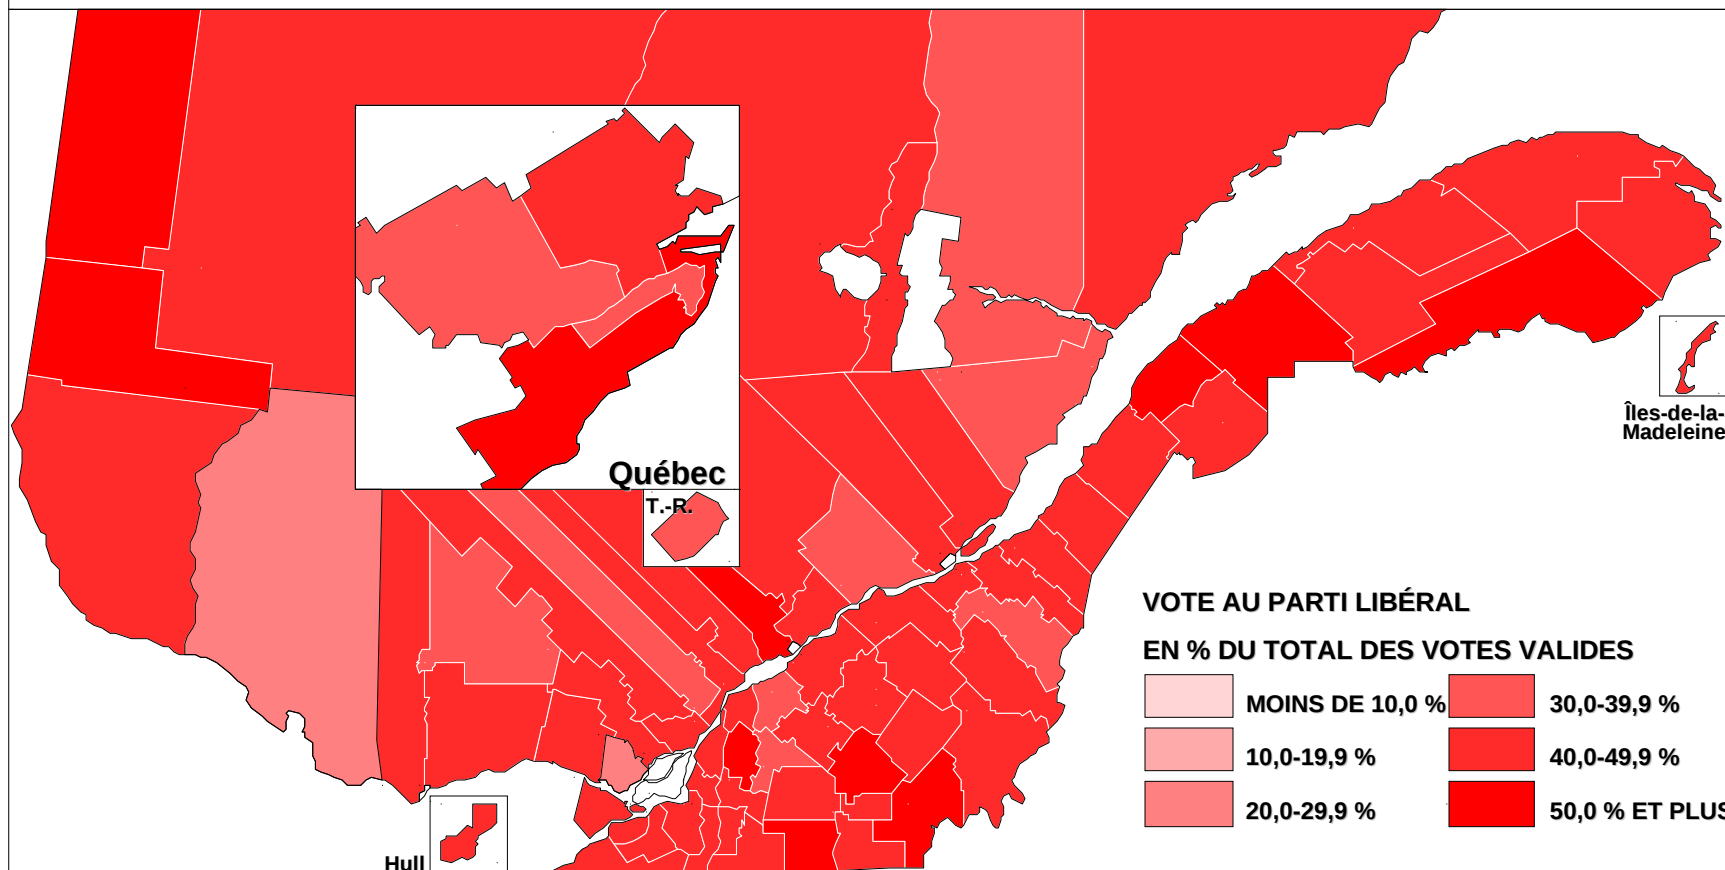 Québec
T.-R.
Îles-de-la-
Madeleine
Hull
VOTE AU PARTI LIBÉRAL
EN % DU TOTAL DES VOTES VALIDES
MOINS DE 10,0 %
10,0-19,9 %
20,0-29,9 %
30,0-39,9 %
40,0-49,9 %
50,0 % ET PLUS